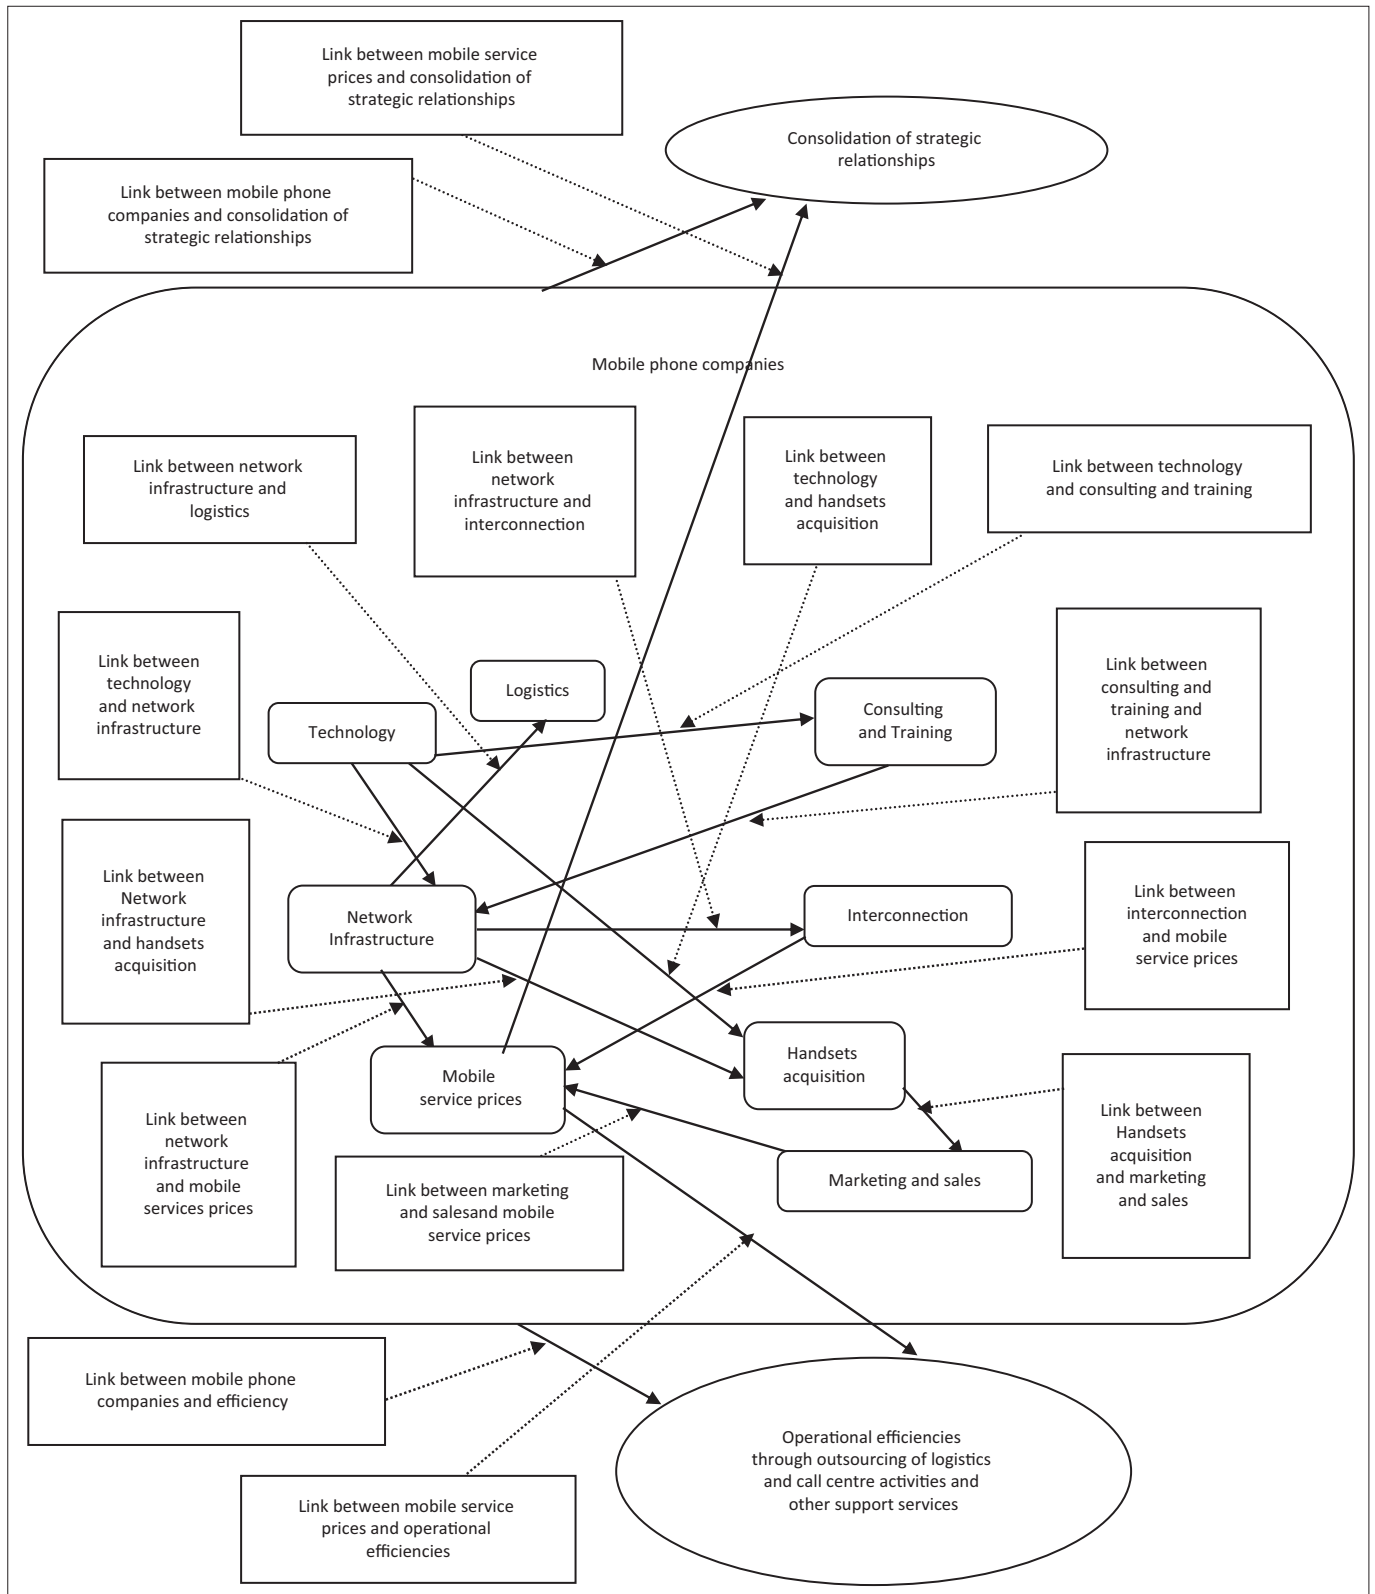 Link between mobile service
prices and consolidation of
strategic relationships
Consolidation of strategic
relationships
Link between mobile phone
companies and consolidation of
strategic relationships
Mobile phone companies
Link between network
infrastructure and
logistics
Link between
network
infrastructure and
interconnection
Link between
technology
and handsets
acquisition
Link between technology
and consulting and training
Link between
technology
and network
infrastructure
Logistics
Technology
Consulting
and Training
Link between
consulting and
training and
network
infrastructure
Link between
Network
infrastructure
and handsets
acquisition
Network
Infrastructure
Interconnection
Link between
interconnection
and mobile
service prices
Mobile
service prices
Handsets
acquisition
Link between
network
infrastructure
and mobile
services prices
Link between marketing
and salesand mobile
service prices
Marketing and sales
Link between
Handsets
acquisition
and marketing
and sales
Link between mobile phone
companies and efficiency
Operational efficiencies
through outsourcing of logistics
and call centre activities and
other support services
Link between mobile service
prices and operational
efficiencies